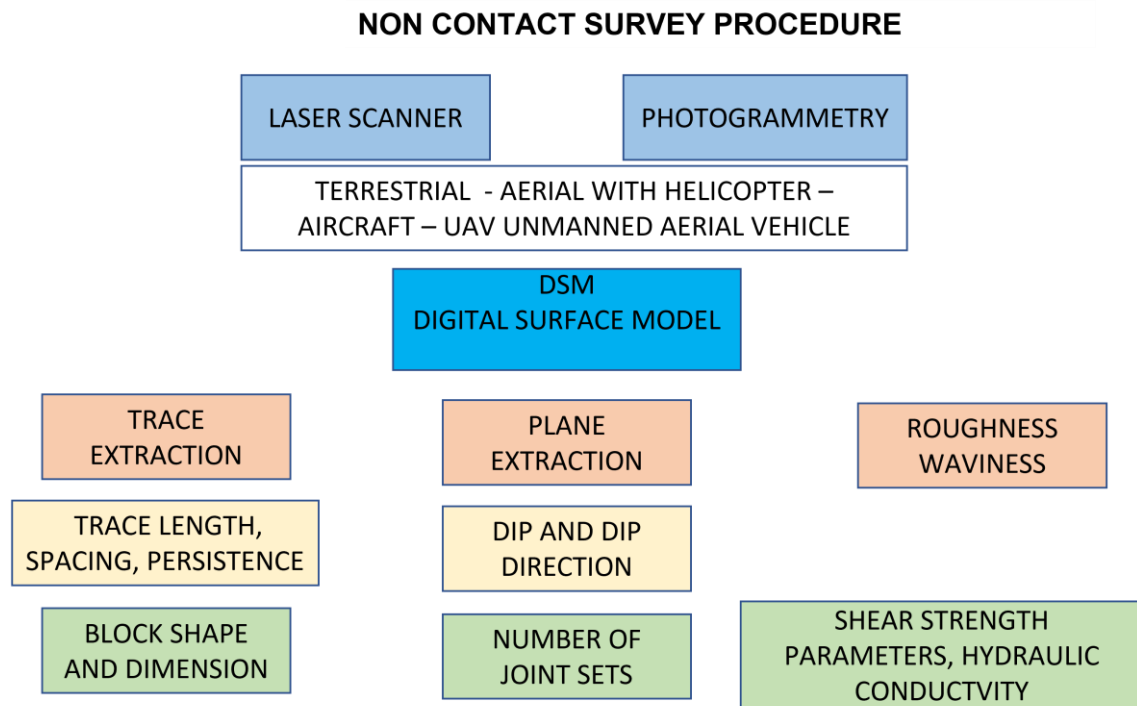 NON CONTACT SURVEY PROCEDURE
LASER SCANNER
PHOTOGRAMMETRY
TERRESTRIAL - AERIAL WITH HELICOPTER –
AIRCRAFT – UAV UNMANNED AERIAL VEHICLE
DSM
DIGITAL SURFACE MODEL
TRACE
EXTRACTION
PLANE
EXTRACTION
ROUGHNESS
WAVINESS
TRACE LENGTH,
SPACING, PERSISTENCE
DIP AND DIP
DIRECTION
BLOCK SHAPE
AND DIMENSION
NUMBER OF
JOINT SETS
SHEAR STRENGTH
PARAMETERS, HYDRAULIC
CONDUCTVITY